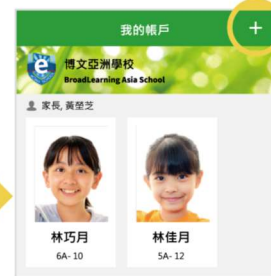 我的帳戶 +
博文亞洲學校
BroadLearning Asia School
家長, 黃瑩芝
林巧月 林佳月
6A- 10 5A- 12